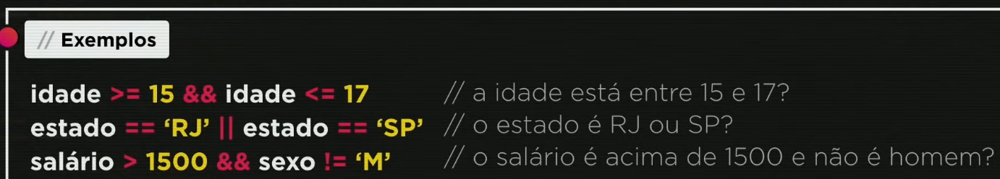 // Exemplos
idade >= 15 && idade <= 17 // a idade está entre 15 e 17?
estado == ‘RJ’ || estado == ‘SP’ // o estado é RJ ou SP?
salário > 1500 && sexo != ‘M’ // o salário é acima de 1500 e não é homem?